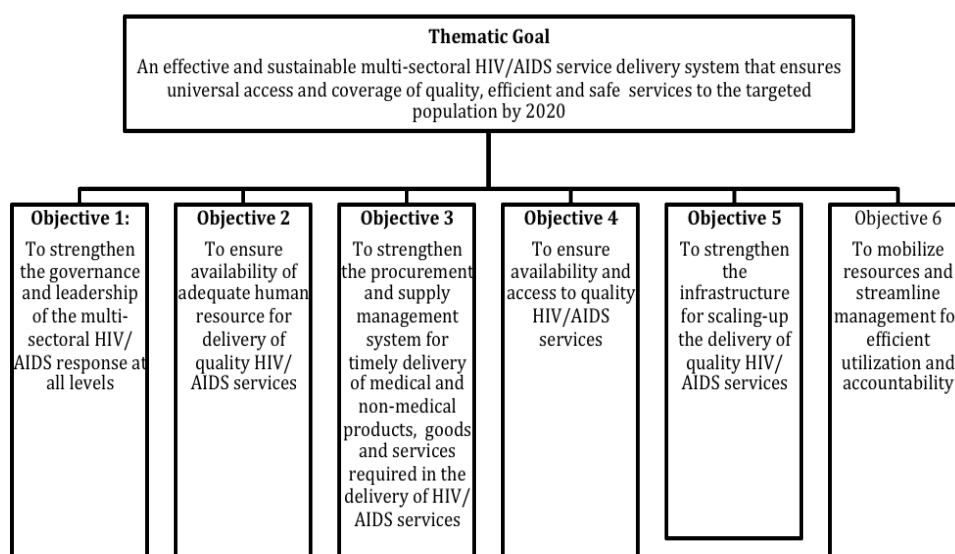 Thematic Goal
An effective and sustainable multi-sectoral HIV/AIDS service delivery system that ensures
universal access and coverage of quality, efficient and safe services to the targeted
population by 2020
Objective 1:
To strengthen
the governance
and leadership
of the multi-
sectoral HIV/
AIDS response at
all levels
Objective 2
To ensure
availability of
adequate human
resource for
delivery of
quality HIV/
AIDS services
Objective 3
To strengthen
the procurement
and supply
management
system for
timely delivery
of medical and
non-medical
products, goods
and services
required in the
delivery of HIV/
AIDS services
Objective 4
To ensure
availability and
access to quality
HIV/AIDS
services
Objective 5
To strengthen
the
infrastructure
for scaling-up
the delivery of
quality HIV/
AIDS services
Objective 6
To mobilize
resources and
streamline
management fo
efficient
utilization and
accountability